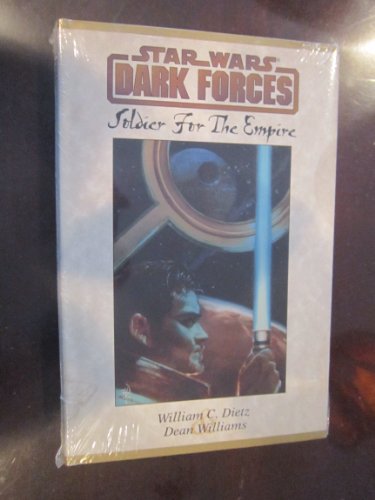 STAR WARS
DARK FORCES
Soldier For The Empire
William C. Dietz
Dean Williams